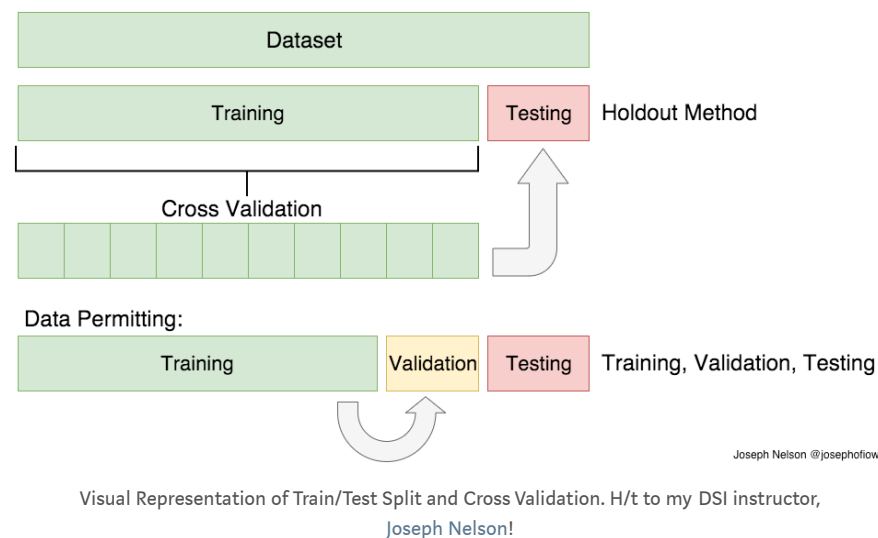 Dataset
Training
Testing
Holdout Method
Cross Validation
Data Permitting:
Training
Validation
Testing
Training, Validation, Testing
Joseph Nelson @josephofiow
Visual Representation of Train/Test Split and Cross Validation. H/t to my DSI instructor,
Joseph Nelson!